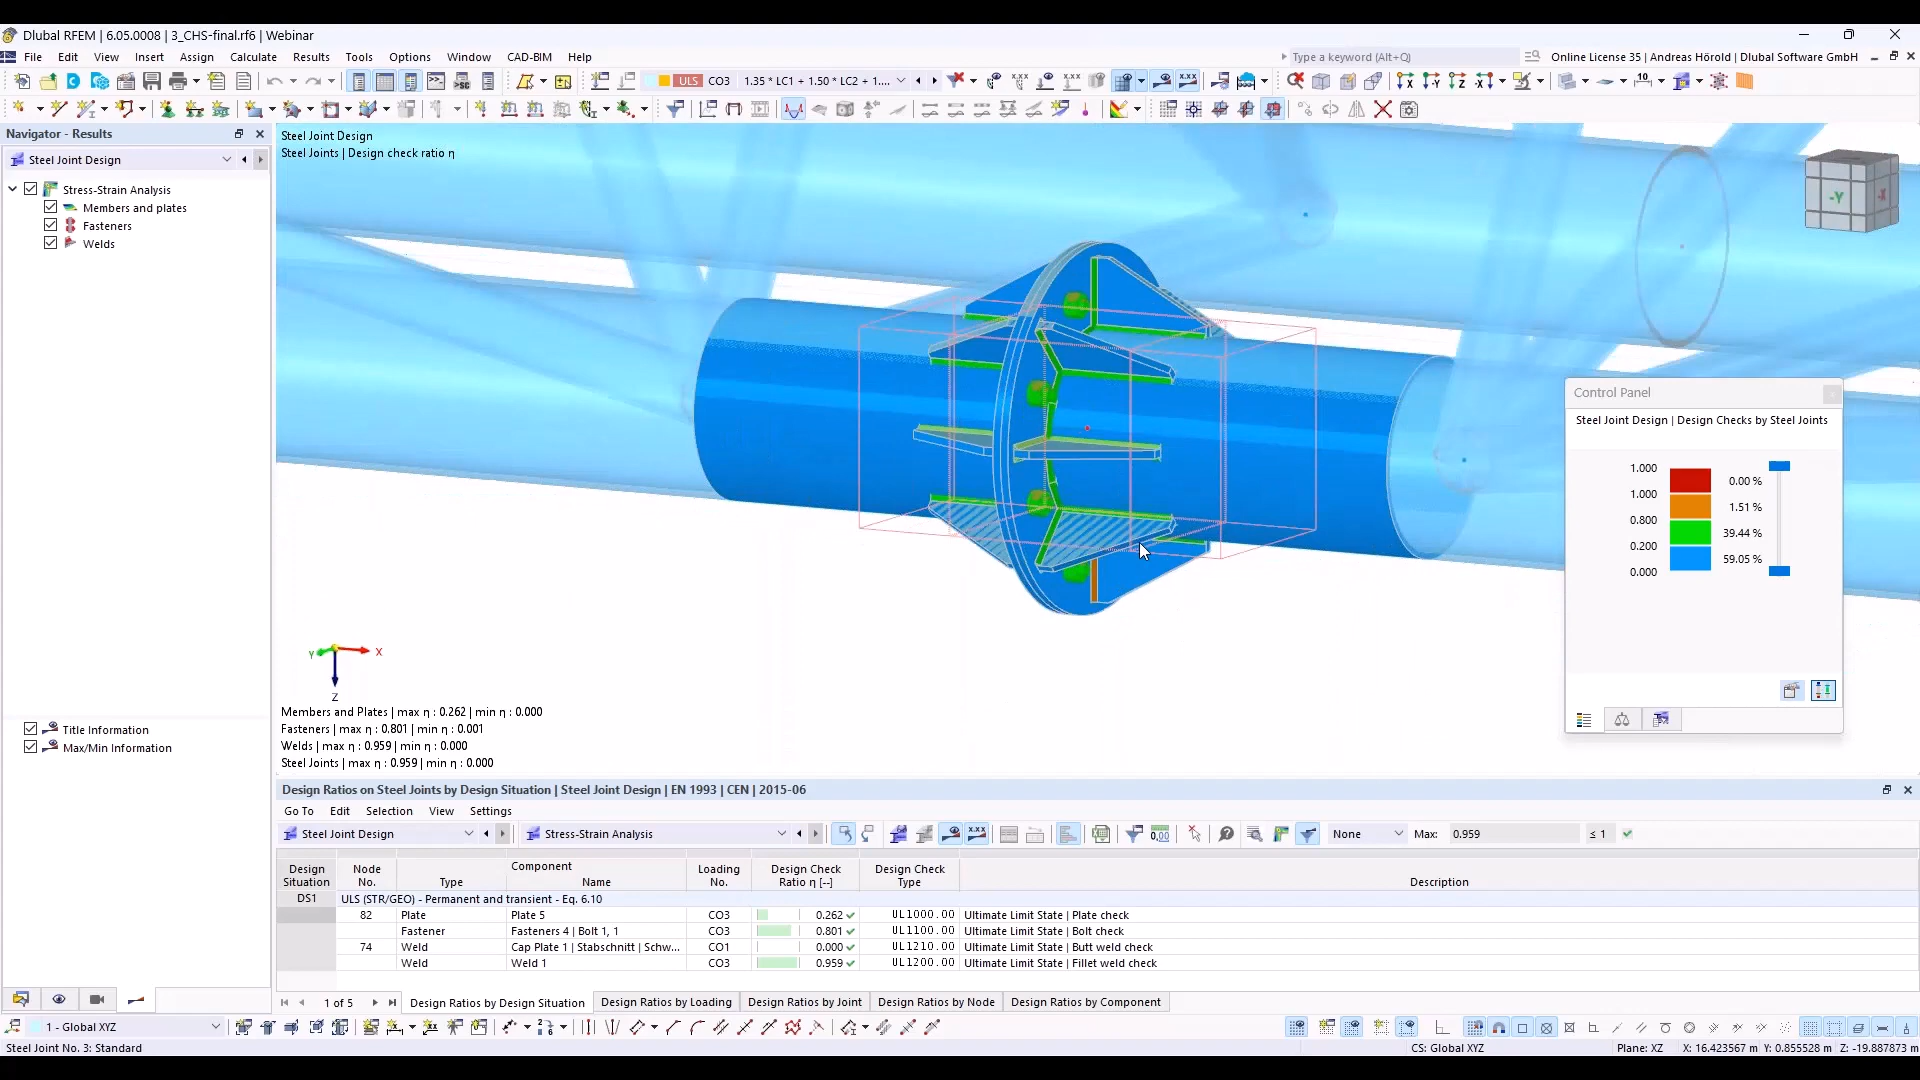 Dlubal RFEM | 6.05.0008 | 3_CHS-final.rf6 | Webinar
File Edit View Insert Assign Calculate Results Tools Options Window CAD-BIM Help
Type a keyword (Alt+Q)
Online License 35 | Andreas Hörold | Dlubal Software GmbH
ULS CO3 1.35 * LC1 + 1.50 * LC2 + 1....
Navigator - Results
Steel Joint Design
Stress-Strain Analysis
Members and plates
Fasteners
Welds
Title Information
Max/Min Information
Steel Joint Design
Steel Joints | Design check ratio η
-Y
-X
X
Y
Z
Members and Plates | max η : 0.262 | min η : 0.000
Fasteners | max η : 0.801 | min η : 0.001
Welds | max η : 0.959 | min η : 0.000
Steel Joints | max η : 0.959 | min η : 0.000
Control Panel
Steel Joint Design | Design Checks by Steel Joints
1.000
0.00 %
1.000
1.51 %
0.800
39.44 %
0.200
59.05 %
0.000
Design Ratios on Steel Joints by Design Situation | Steel Joint Design | EN 1993 | CEN | 2015-06
Go To Edit Selection View Settings
Steel Joint Design
Stress-Strain Analysis
None
Max: 0.959 ≤ 1
Design Situation
Node No.
Component
Type
Name
Loading No.
Design Check Ratio η [--]
Design Check Type
Description
DS1 ULS (STR/GEO) - Permanent and transient - Eq. 6.10
82 Plate Plate 5 CO3 0.262 UL1000.00 Ultimate Limit State | Plate check
Fastener Fasteners 4 | Bolt 1, 1 CO3 0.801 UL1100.00 Ultimate Limit State | Bolt check
74 Weld Cap Plate 1 | Stabschnitt | Schw... CO1 0.000 UL1210.00 Ultimate Limit State | Butt weld check
Weld Weld 1 CO3 0.959 UL1200.00 Ultimate Limit State | Fillet weld check
1 of 5
Design Ratios by Design Situation
Design Ratios by Loading
Design Ratios by Joint
Design Ratios by Node
Design Ratios by Component
1 - Global XYZ
Steel Joint No. 3: Standard
CS: Global XYZ
Plane: XZ
X: 16.423567 m Y: 0.855528 m Z: -19.887873 m